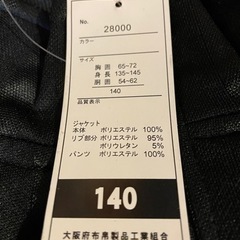 No.
28000
カラー
サイズ
胸囲 65-72
身長 135-145
胴囲 54-62
140
品質表示
ジャケット
本体 ポリエステル 100%
リブ部分 ポリエステル 95%
ポリウレタン 5%
パンツ ポリエステル 100%
140
大阪府布帛製品工業組合